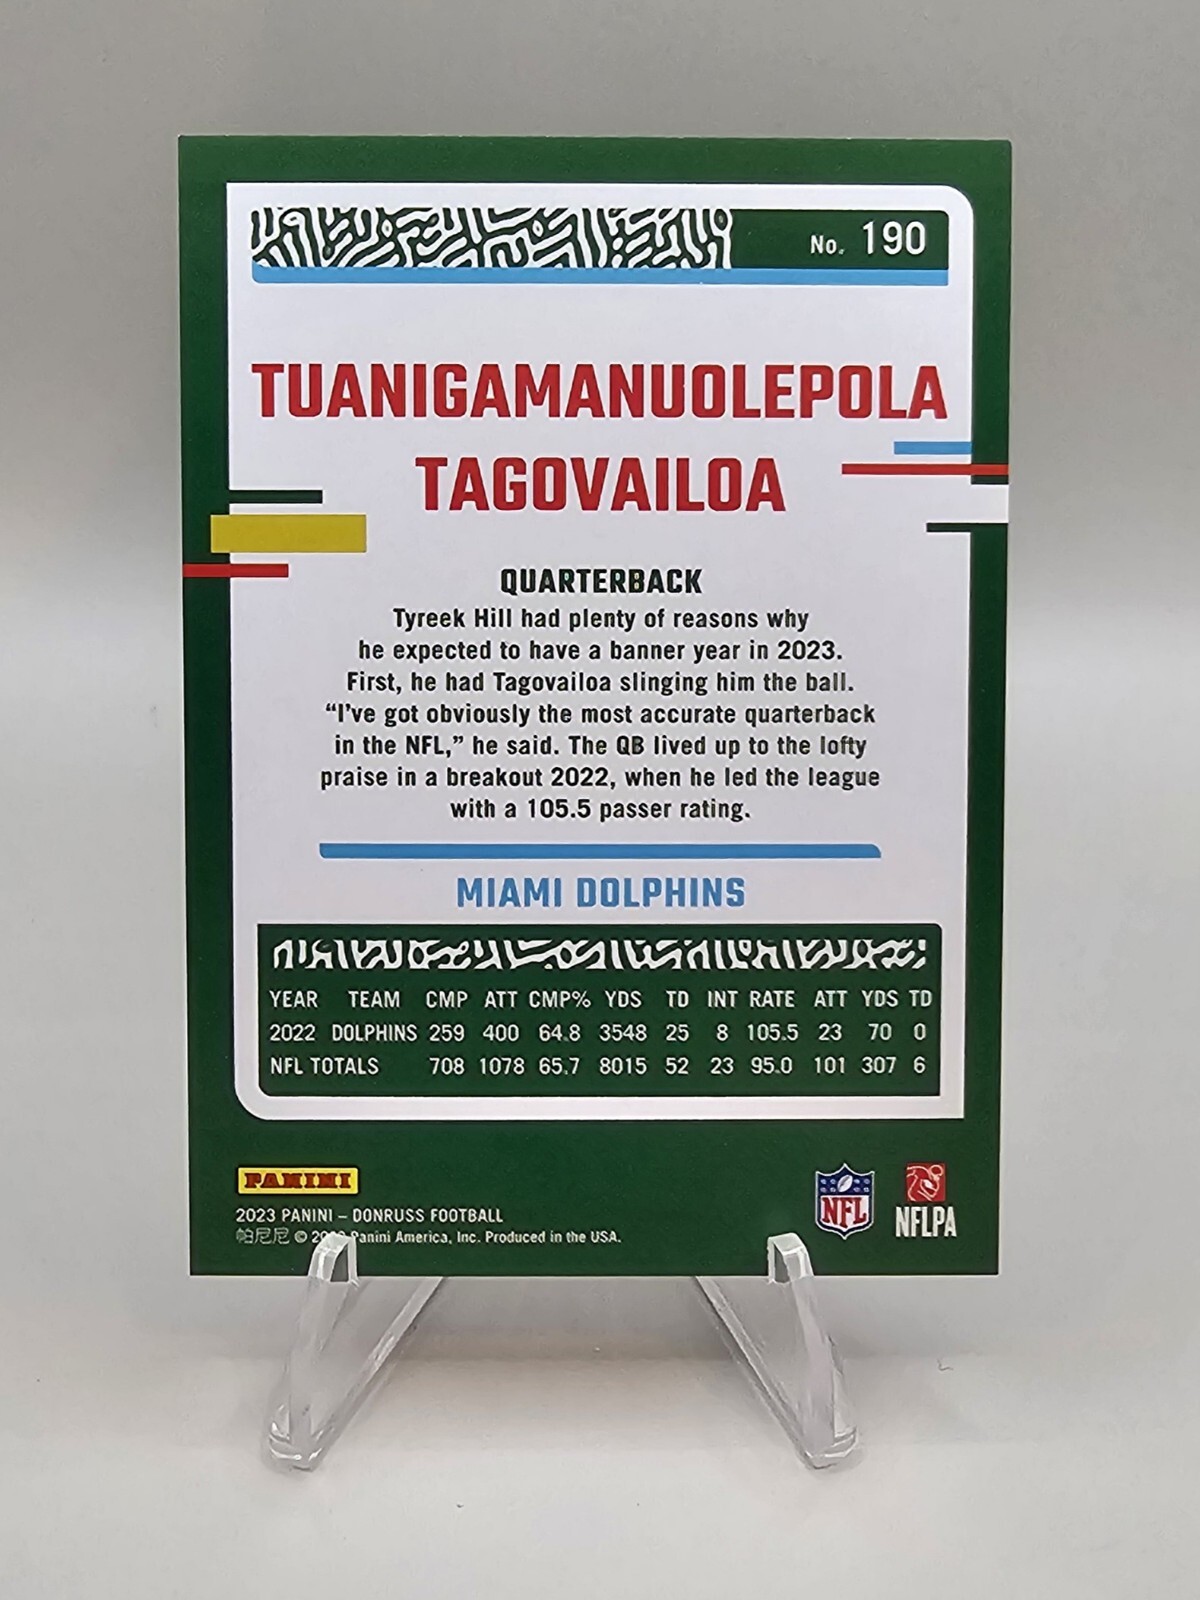 No. 190
TUANIGAMANUOLEPOLA
TAGOVAILOA
QUARTERBACK
Tyreek Hill had plenty of reasons why
he expected to have a banner year in 2023.
First, he had Tagovailoa slinging him the ball.
“I’ve got obviously the most accurate quarterback
in the NFL,” he said. The QB lived up to the lofty
praise in a breakout 2022, when he led the league
with a 105.5 passer rating.
MIAMI DOLPHINS
YEAR TEAM CMP ATT CMP% YDS TD INT RATE ATT YDS TD
2022 DOLPHINS 259 400 64.8 3548 25 8 105.5 23 70 0
NFL TOTALS 708 1078 65.7 8015 52 23 95.0 101 307 6
PANINI
2023 PANINI – DONRUSS FOOTBALL
帕尼尼 © Panini America, Inc. Produced in the USA.
NFL
NFLPA